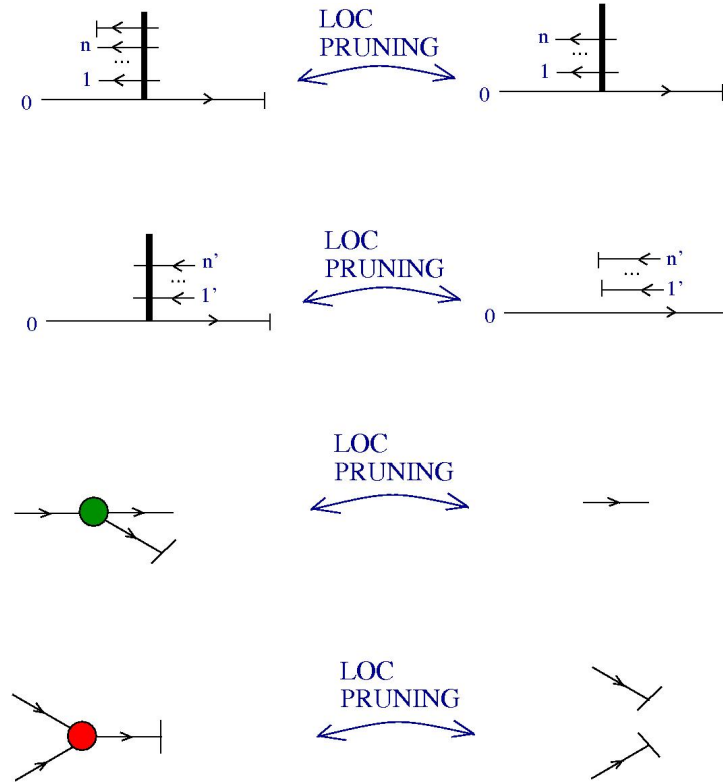 LOC
PRUNING
n
...
1
0
n
...
1
0
LOC
PRUNING
n'
...
1'
0
n'
...
1'
0
LOC
PRUNING
LOC
PRUNING